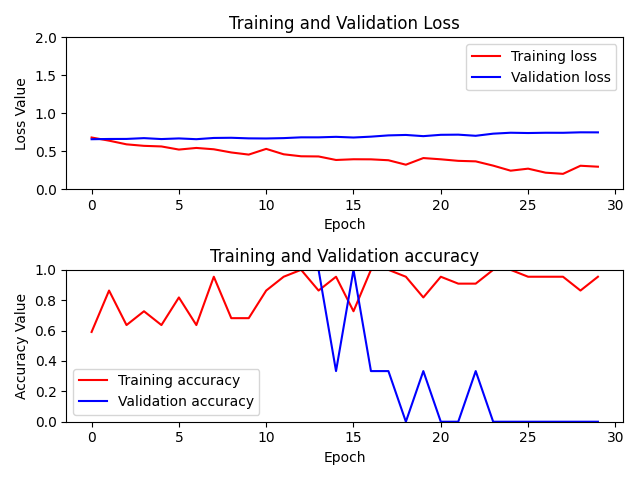 Training and Validation Loss
Loss Value
2.0
1.5
1.0
0.5
0.0
Training loss
Validation loss
0 5 10 15 20 25 30
Epoch
Training and Validation accuracy
Accuracy Value
1.0
0.8
0.6
0.4
0.2
0.0
Training accuracy
Validation accuracy
0 5 10 15 20 25 30
Epoch